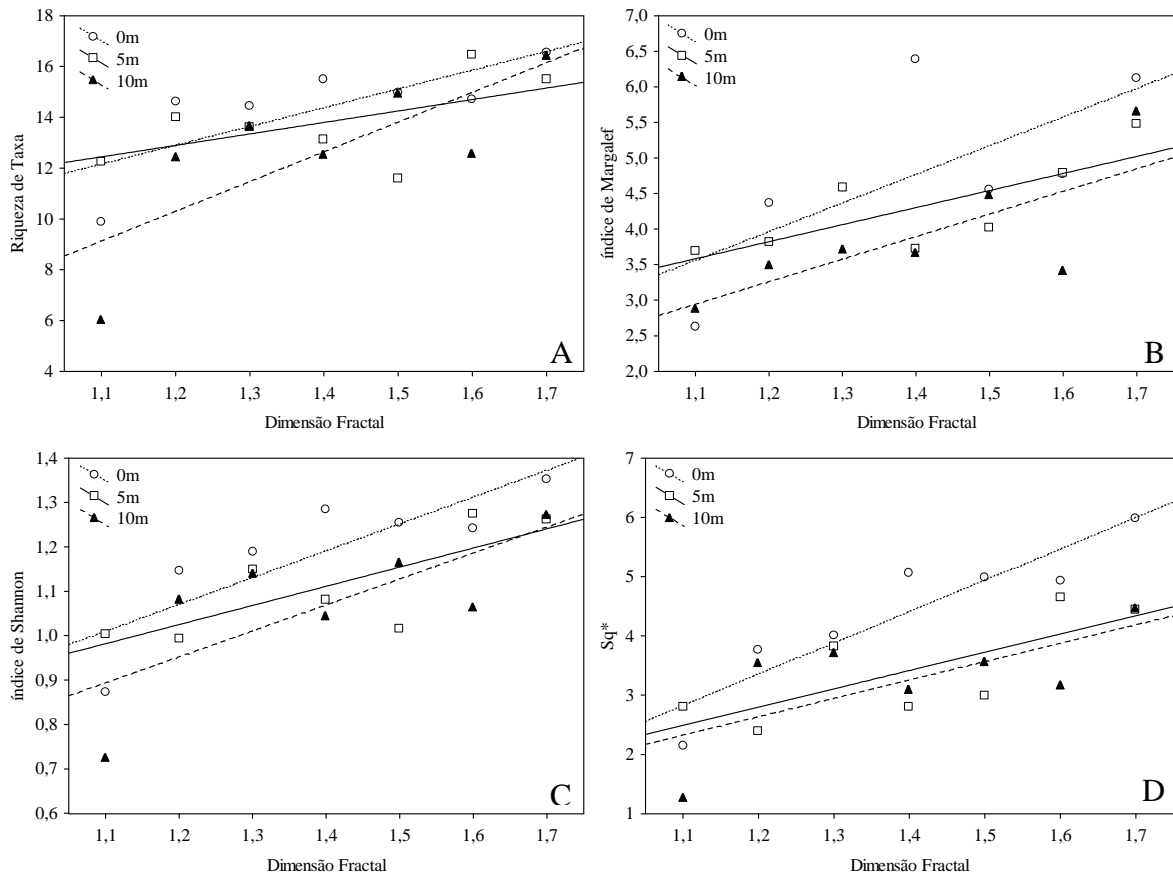 18
16
14
12
10
8
6
4
0m
5m
10m
Riqueza de Taxa
A
1,1 1,2 1,3 1,4 1,5 1,6 1,7
Dimensão Fractal
7,0
6,5
6,0
5,5
5,0
4,5
4,0
3,5
3,0
2,5
2,0
0m
5m
10m
índice de Margalef
B
1,1 1,2 1,3 1,4 1,5 1,6 1,7
Dimensão Fractal
1,4
1,3
1,2
1,1
1,0
0,9
0,8
0,7
0,6
0m
5m
10m
índice de Shannon
C
1,1 1,2 1,3 1,4 1,5 1,6 1,7
Dimensão Fractal
7
6
5
4
3
2
1
0m
5m
10m
Sq*
D
1,1 1,2 1,3 1,4 1,5 1,6 1,7
Dimensão Fractal